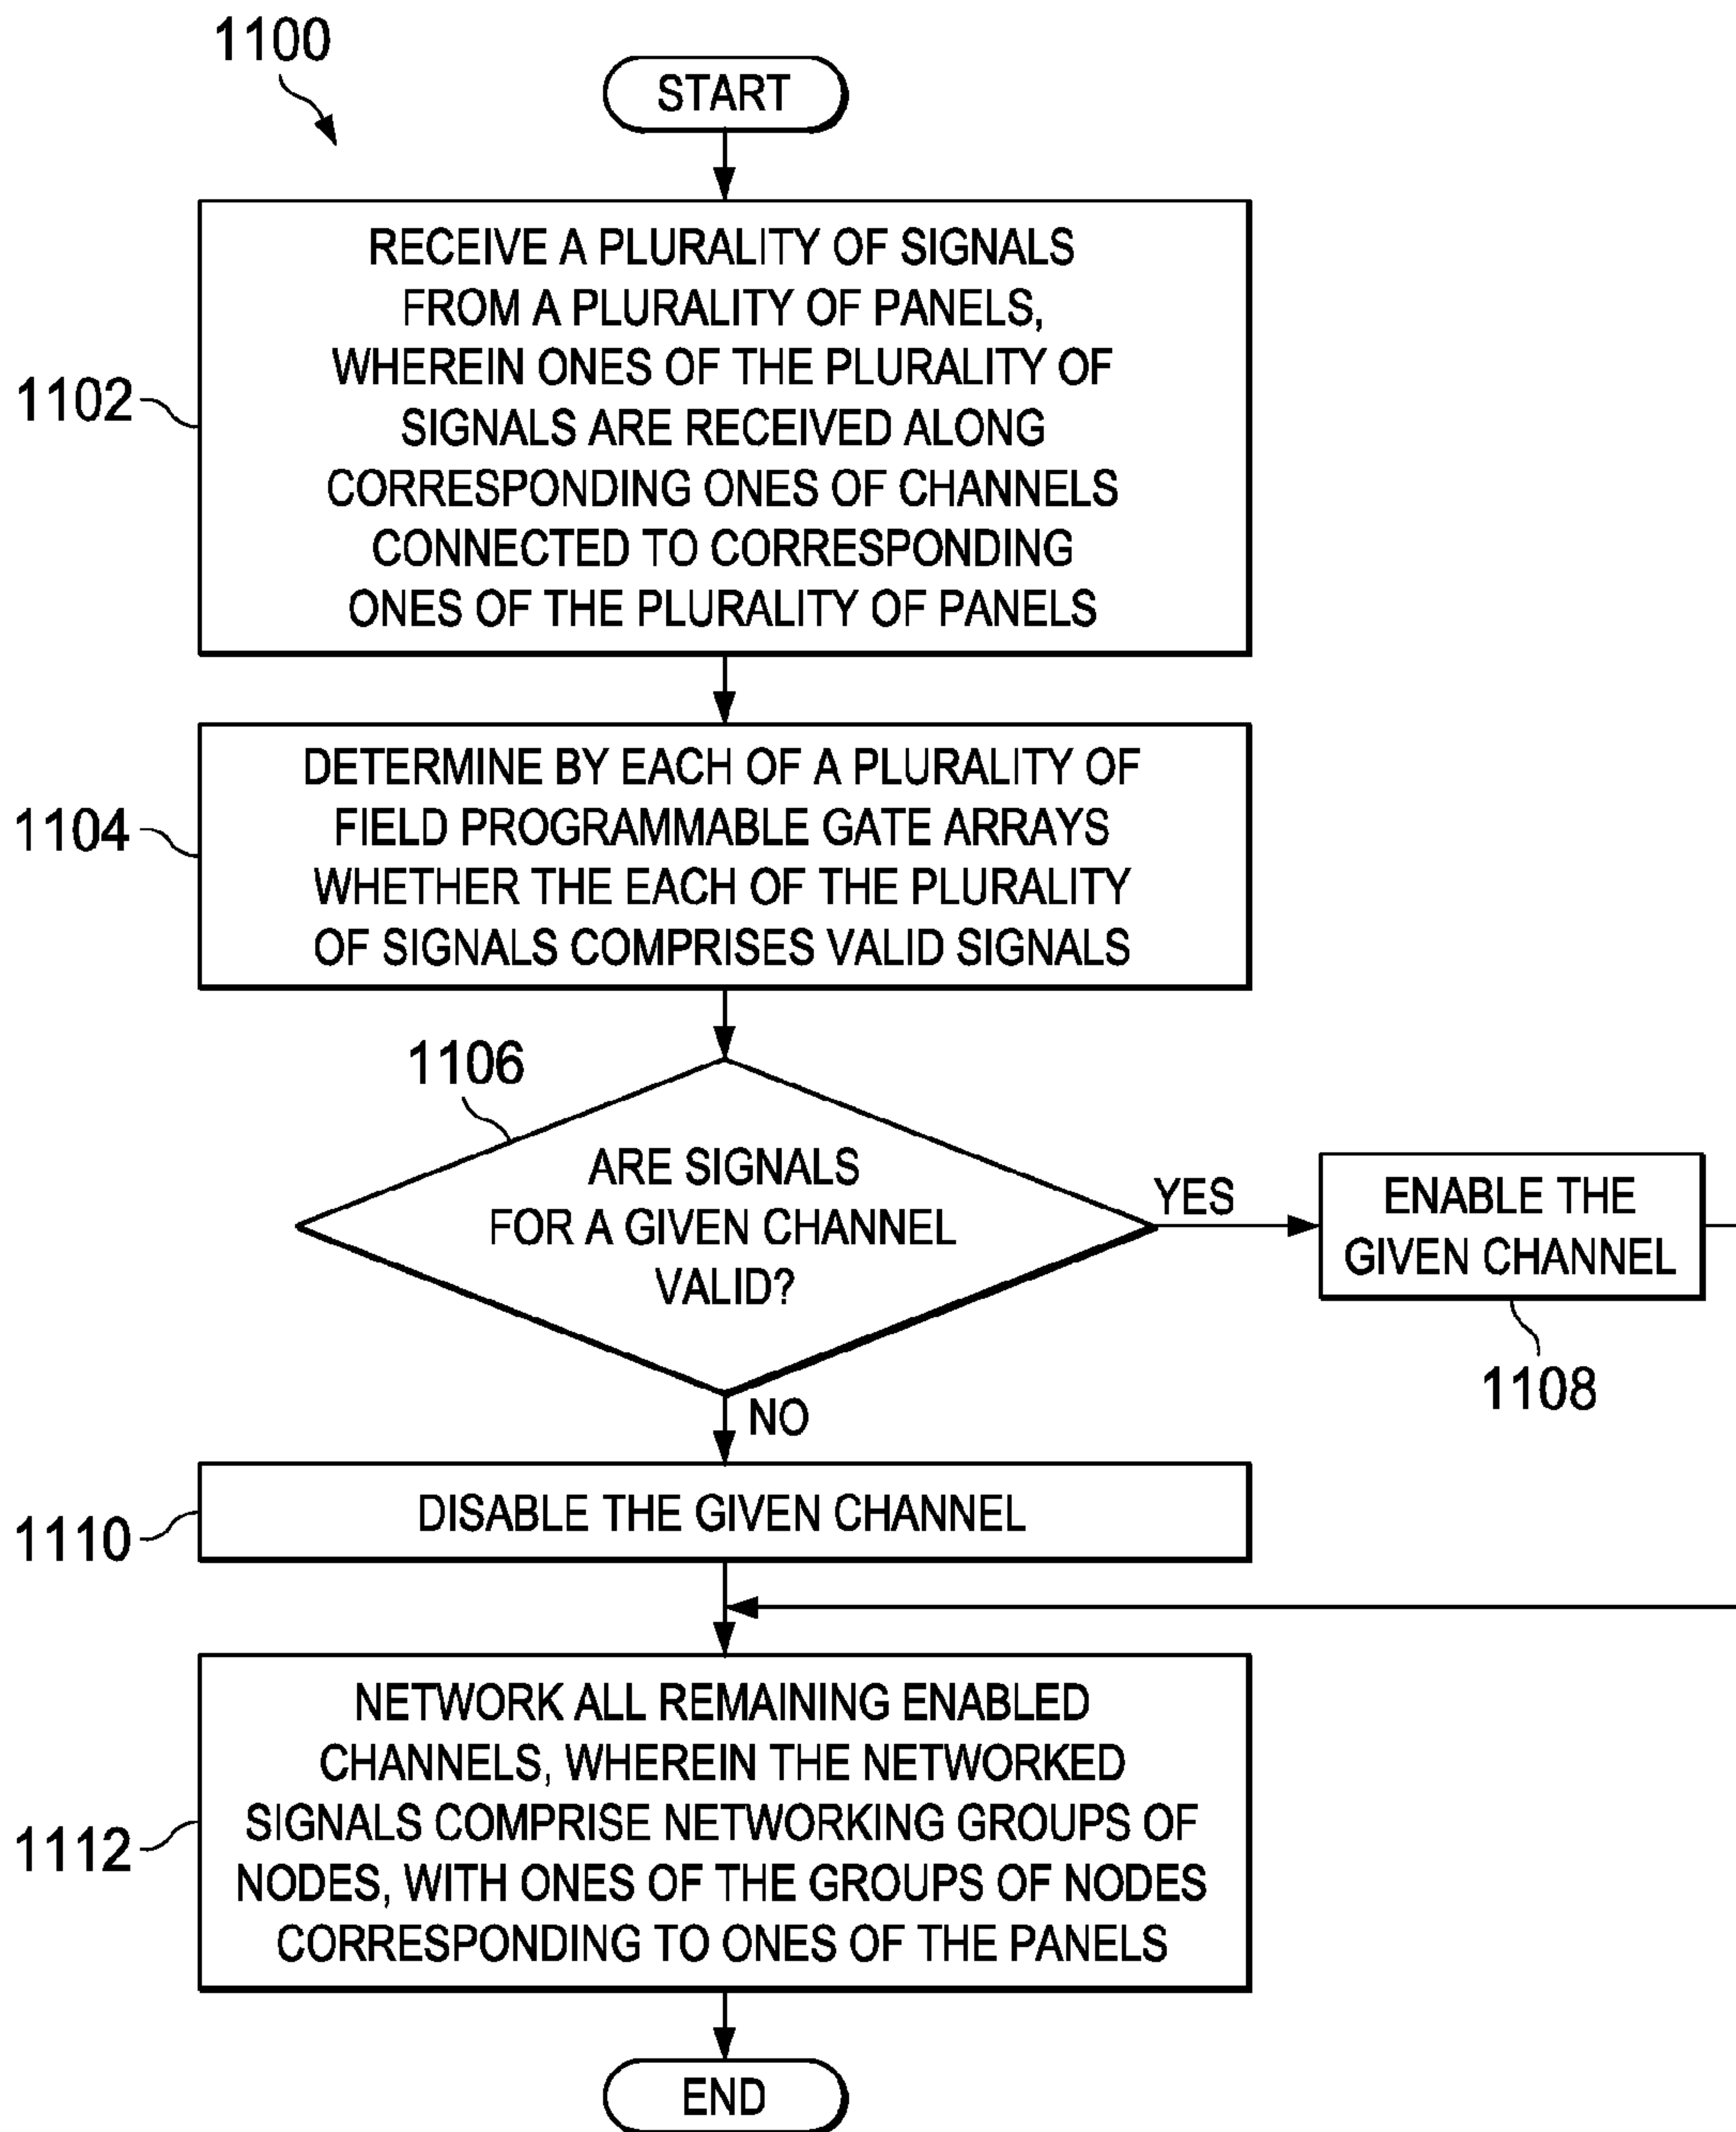 1100
START
RECEIVE A PLURALITY OF SIGNALS
FROM A PLURALITY OF PANELS,
WHEREIN ONES OF THE PLURALITY OF
SIGNALS ARE RECEIVED ALONG
CORRESPONDING ONES OF CHANNELS
CONNECTED TO CORRESPONDING
ONES OF THE PLURALITY OF PANELS
1102
DETERMINE BY EACH OF A PLURALITY OF
FIELD PROGRAMMABLE GATE ARRAYS
WHETHER THE EACH OF THE PLURALITY
OF SIGNALS COMPRISES VALID SIGNALS
1104
1106
ARE SIGNALS
FOR A GIVEN CHANNEL
VALID?
YES
ENABLE THE
GIVEN CHANNEL
1108
NO
DISABLE THE GIVEN CHANNEL
1110
NETWORK ALL REMAINING ENABLED
CHANNELS, WHEREIN THE NETWORKED
SIGNALS COMPRISE NETWORKING GROUPS OF
NODES, WITH ONES OF THE GROUPS OF NODES
CORRESPONDING TO ONES OF THE PANELS
1112
END